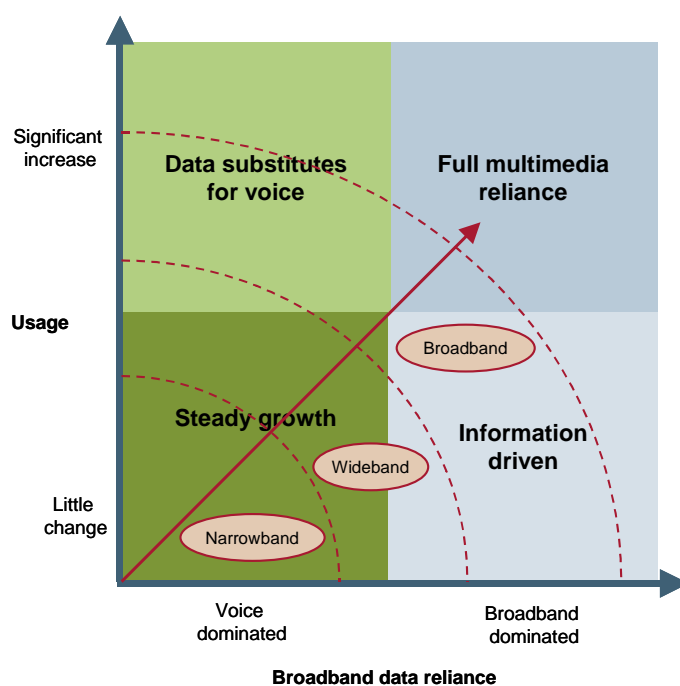 Significant
increase
Data substitutes
for voice
Full multimedia
reliance
Usage
Broadband
Steady growth
Information
driven
Wideband
Little
change
Narrowband
Voice
dominated
Broadband
dominated
Broadband data reliance